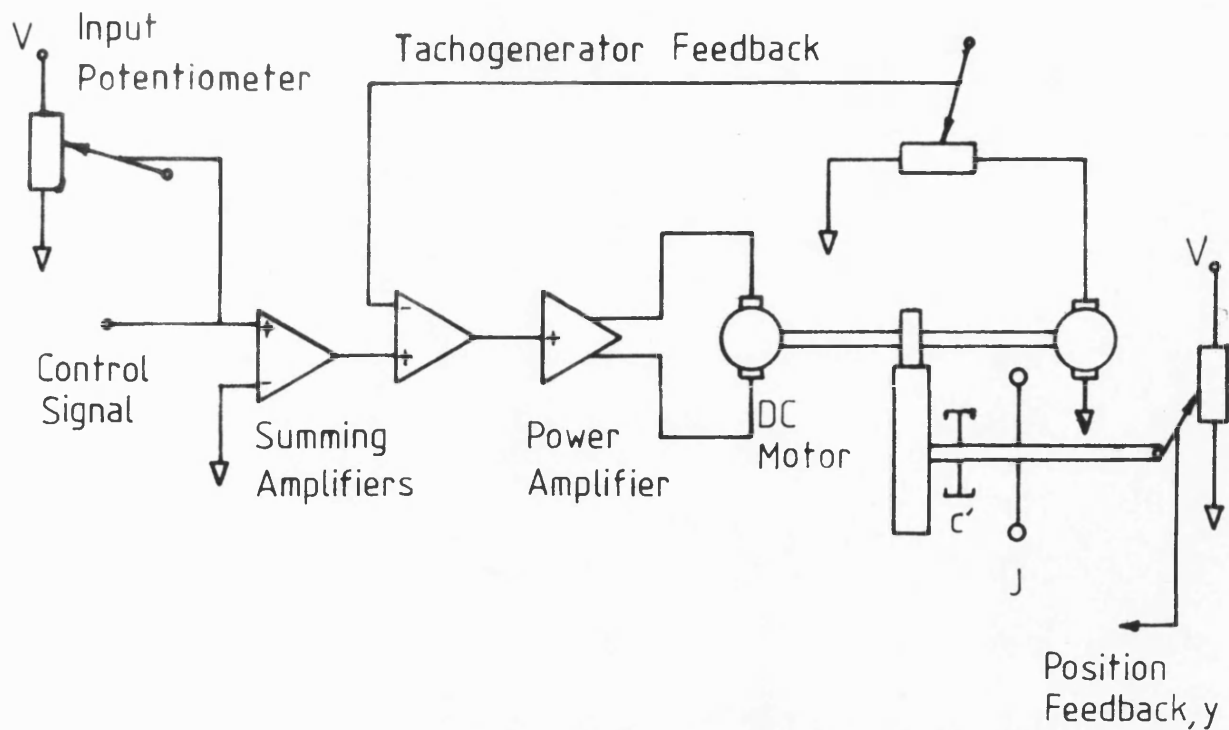 V
Input
Potentiometer
Tachogenerator Feedback
V
-
+
+
-
+
Control
Signal
Summing
Amplifiers
Power
Amplifier
DC
Motor
C'
J
Position
Feedback, y